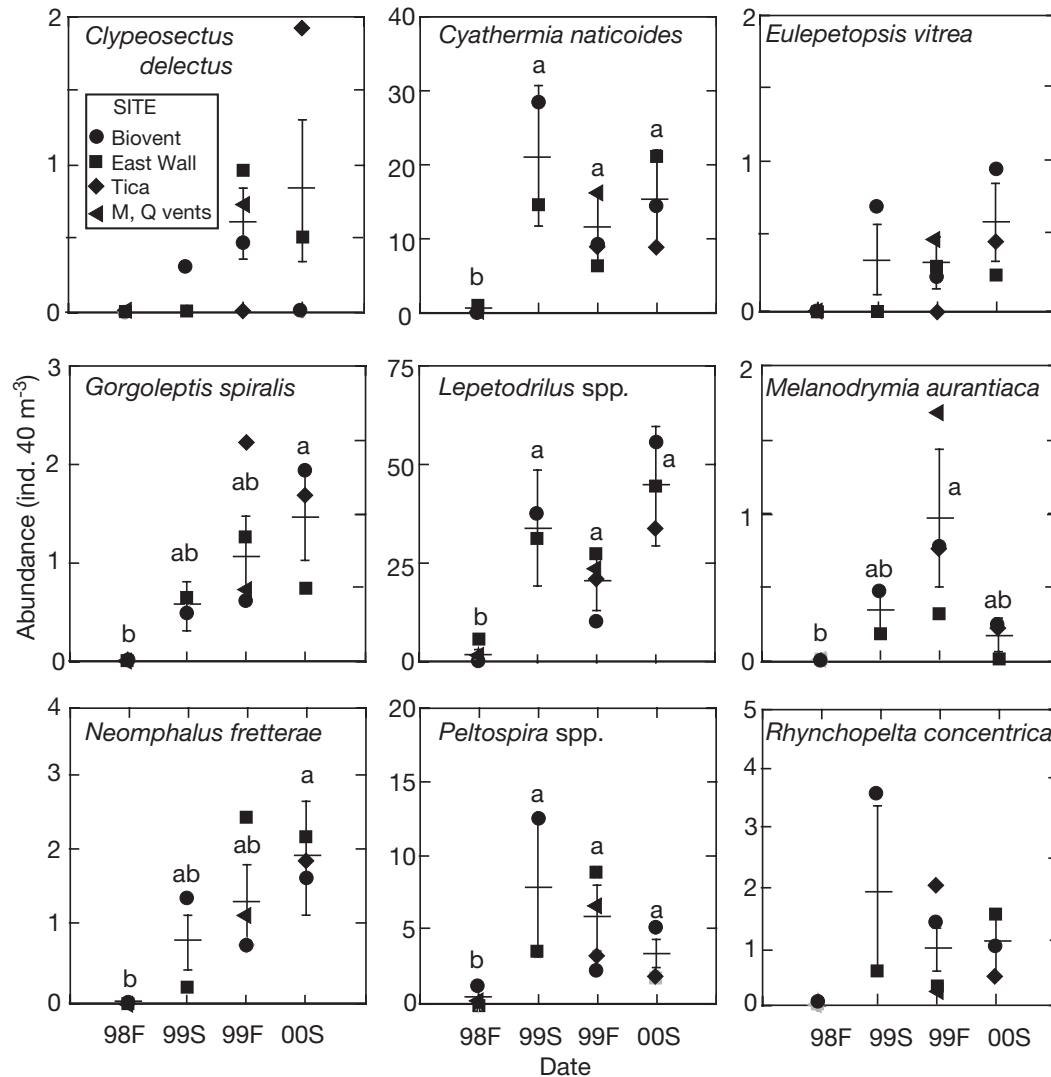 Clypeosectus
delectus
SITE
Biovent
East Wall
Tica
M, Q vents
2
1
0
Cyathermia naticoides
40
30
20
10
0
b
a
a
a
Eulepetopsis vitrea
2
1
0
Abundance (ind. 40 m-3)
Gorgoleptis spiralis
3
2
1
0
b
ab
ab
a
Lepetodrilus spp.
75
50
25
0
b
a
a
a
Melanodrymia aurantiaca
2
1
0
b
ab
a
ab
Neomphalus fretterae
4
3
2
1
0
b
ab
ab
a
98F 99S 99F 00S
Peltospira spp.
20
15
10
5
0
b
a
a
a
98F 99S 99F 00S
Rhynchopelta concentrica
5
4
3
2
1
0
98F 99S 99F 00S
Date